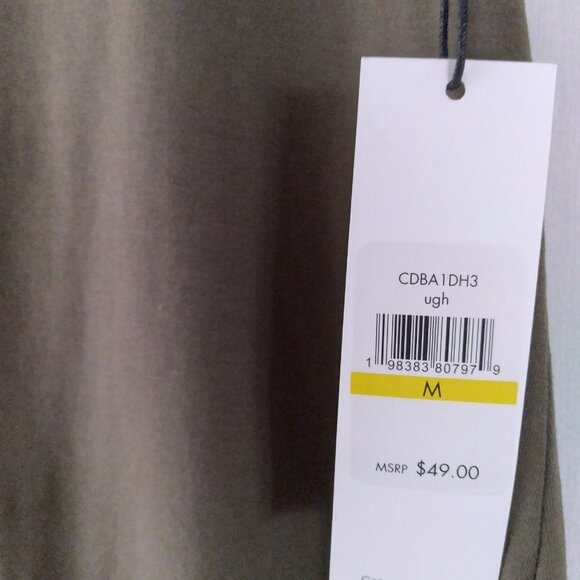 CDBA1DH3
ugh
1 98383 80797 9
M
MSRP $49.00